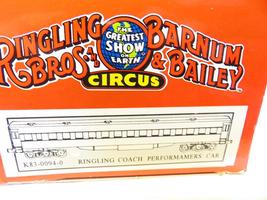 RINGLING BARNUM
BROS. AND & BAILEY
THE
GREATEST
SHOW
ON
EARTH
CIRCUS
K83-0094-0 RINGLING COACH PERFORMAMERS CAR